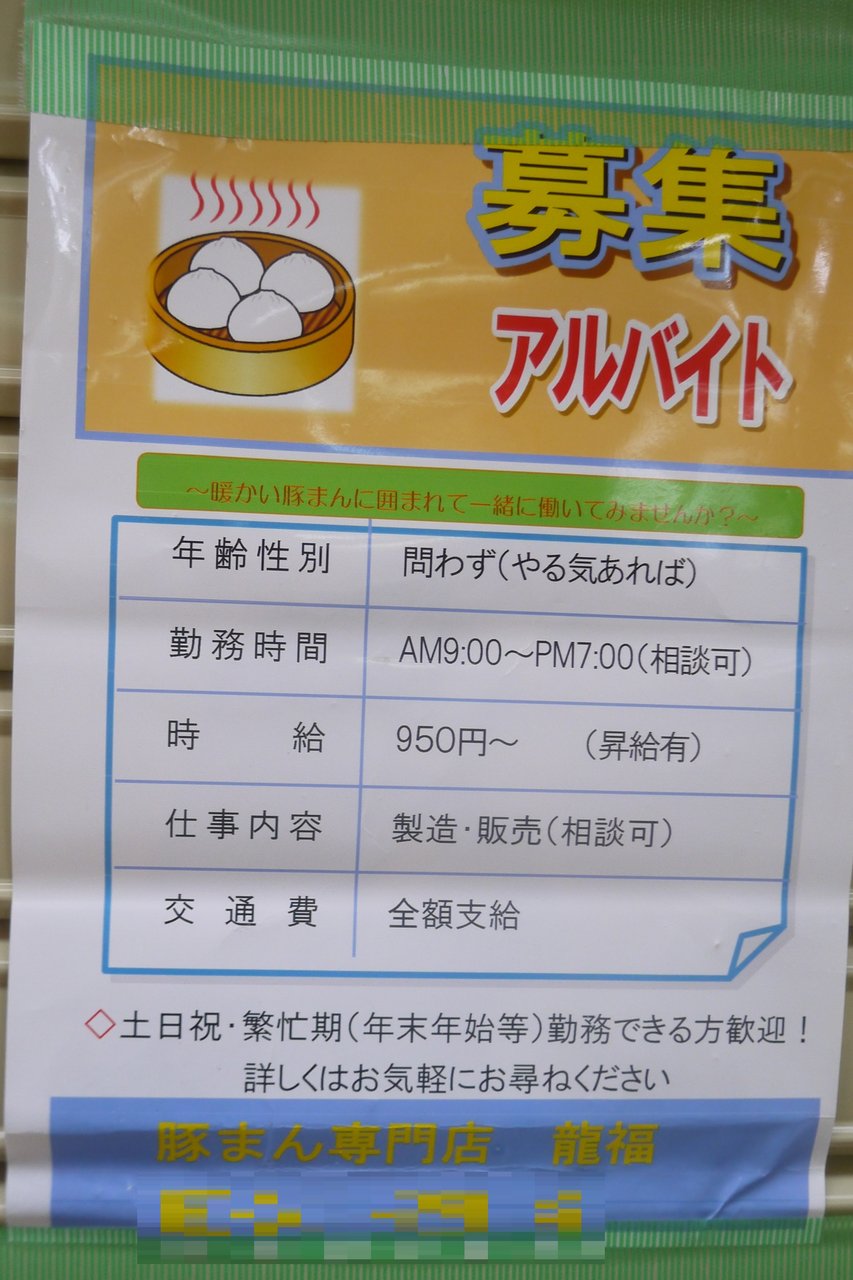 募集
アルバイト
～暖かい豚まんに囲まれて一緒に働いてみませんか？～
年齢性別 問わず（やる気あれば）
勤務時間 AM9:00～PM7:00（相談可）
時給 950円～ （昇給有）
仕事内容 製造・販売（相談可）
交通費 全額支給
◇土日祝・繁忙期（年末年始等）勤務できる方歓迎！
詳しくはお気軽にお尋ねください
豚まん専門店 龍福